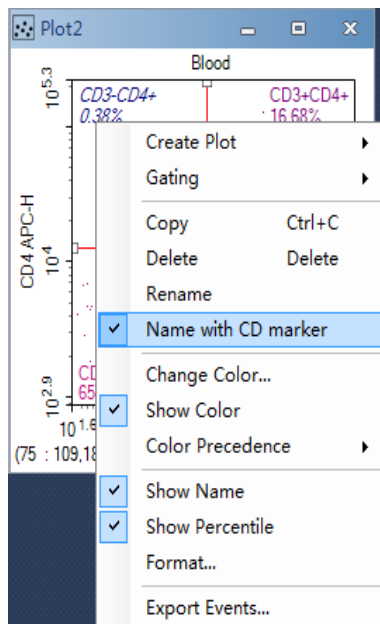 Plot2
Blood
10^5.3
CD3-CD4+
0.38%
CD3+CD4+
: 16.68%
CD4 APC-H
10^4
10^2.9
10^1.6
(75 : 109,18
Create Plot
Gating
Copy Ctrl+C
Delete Delete
Rename
Name with CD marker
Change Color...
Show Color
Color Precedence
Show Name
Show Percentile
Format...
Export Events...